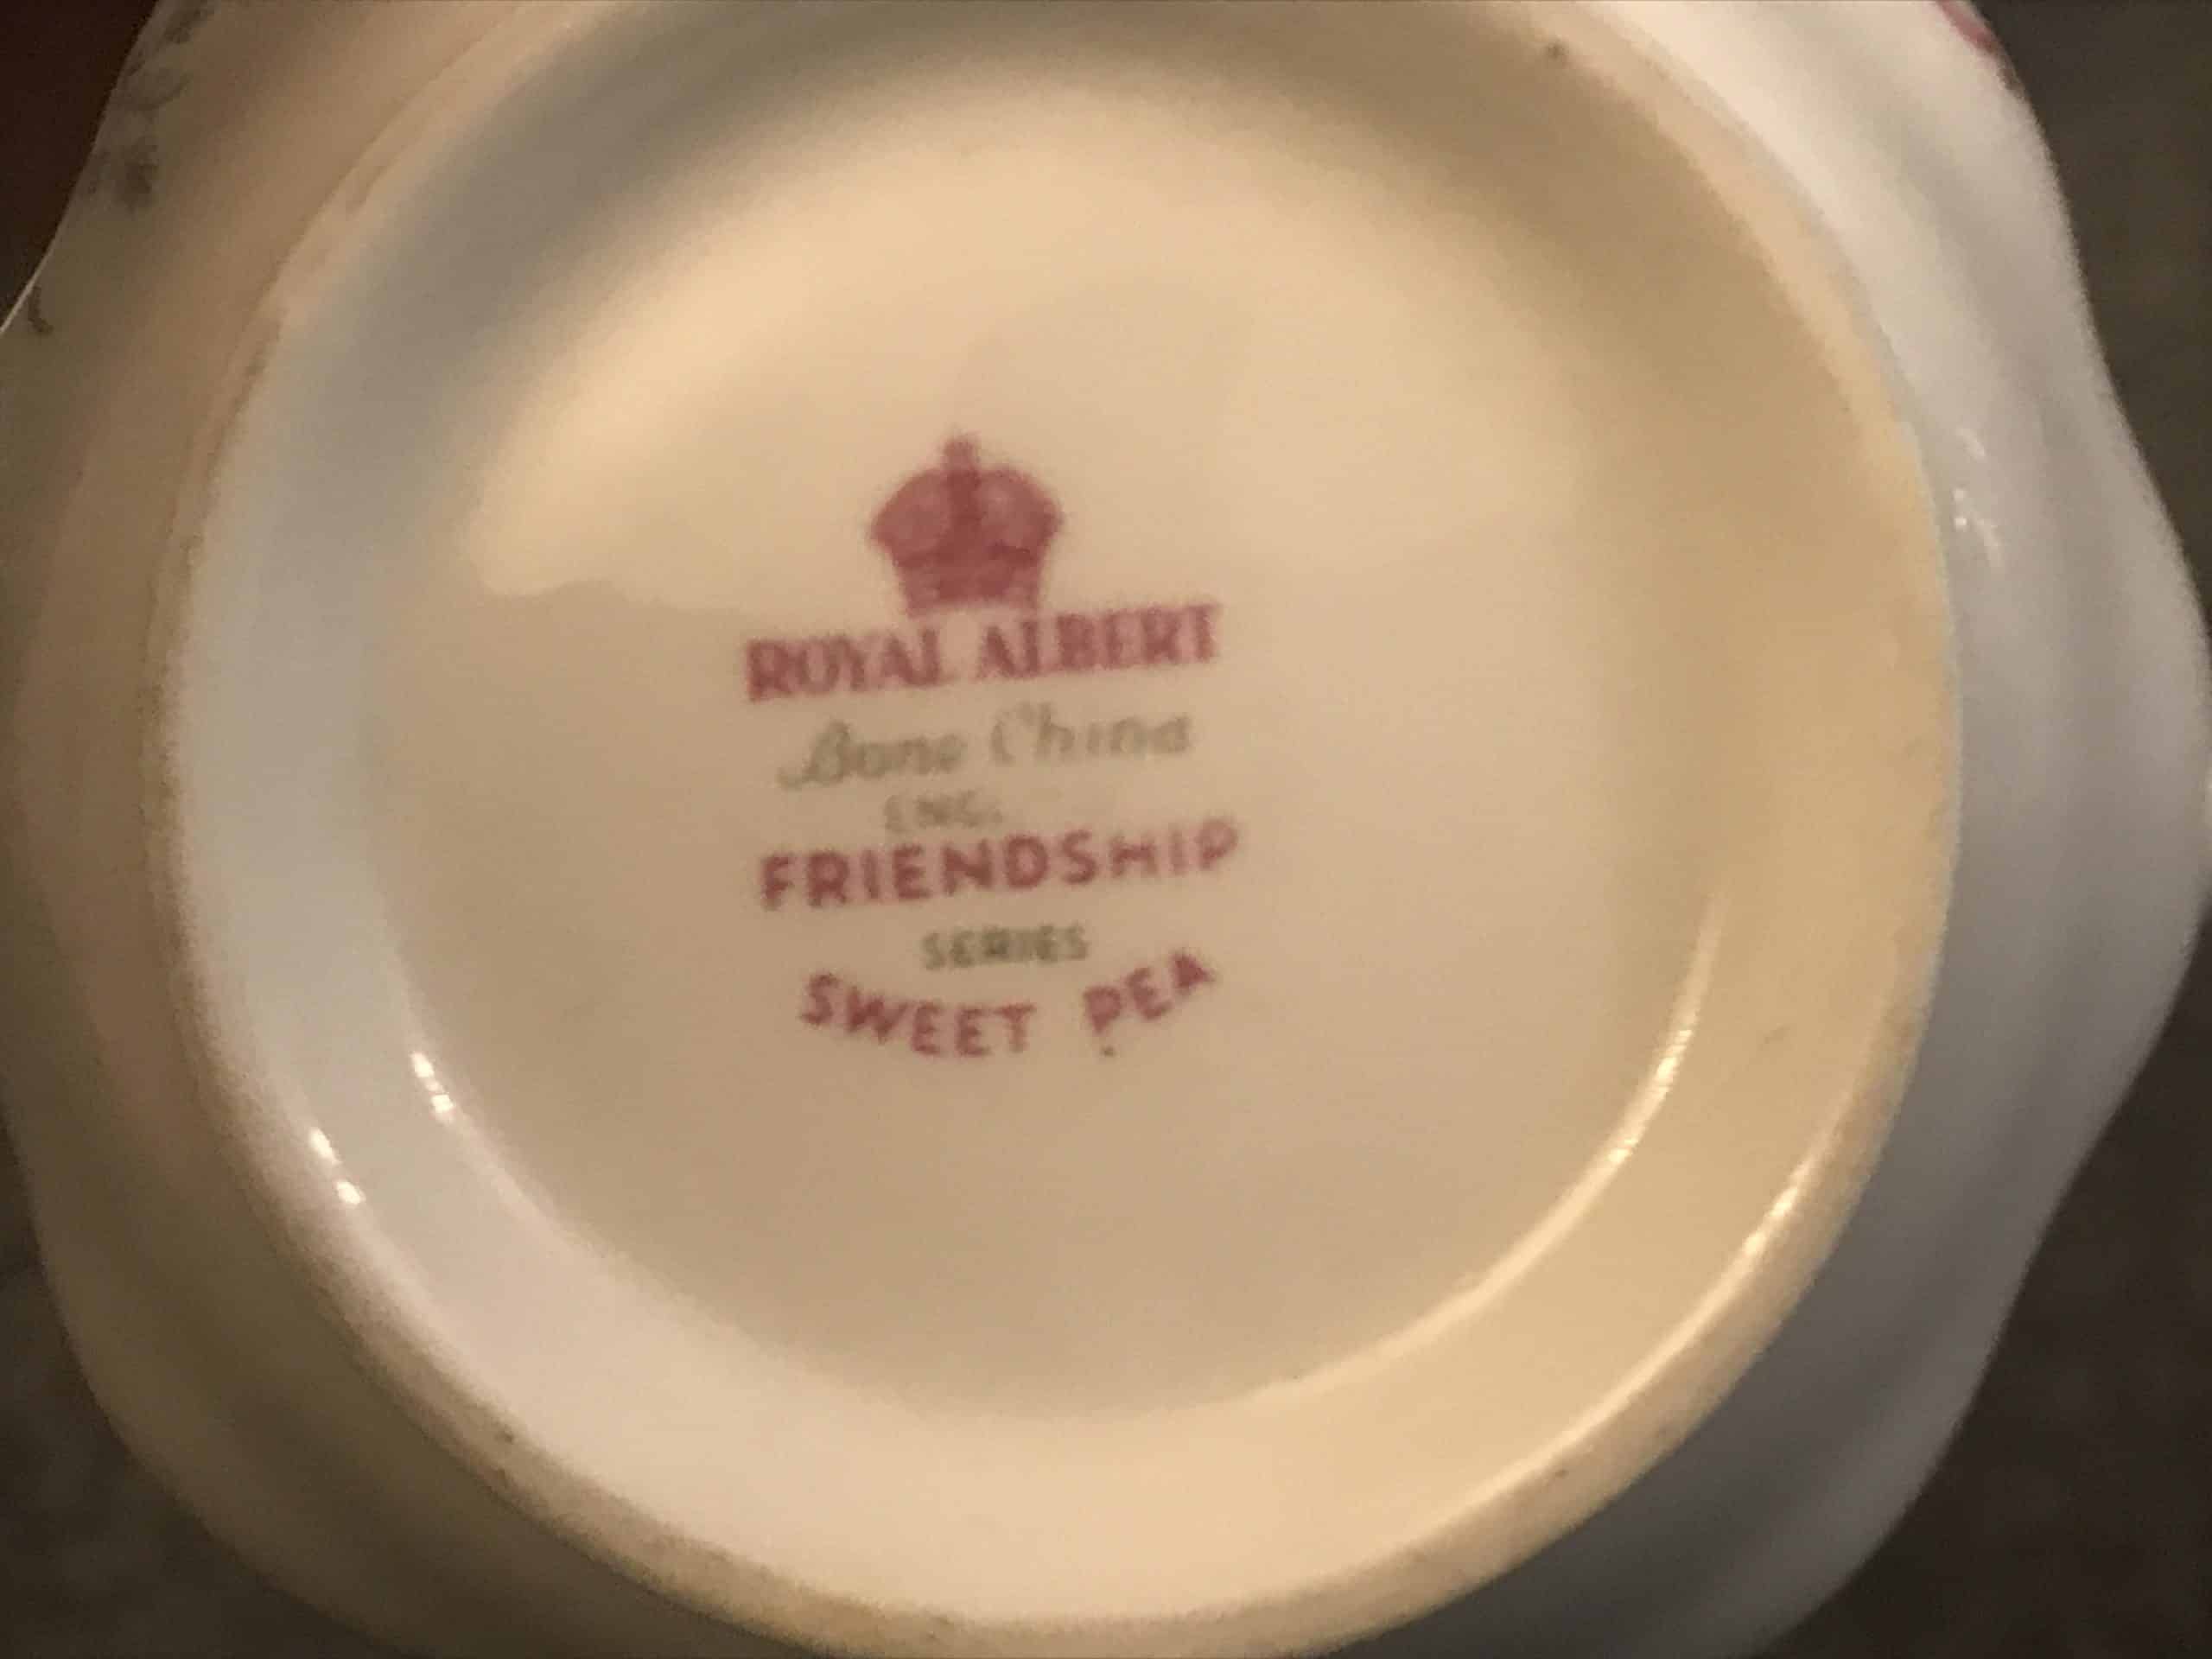 ROYAL ALBERT
Bone China
ENG.
FRIENDSHIP
SERIES
SWEET PEA